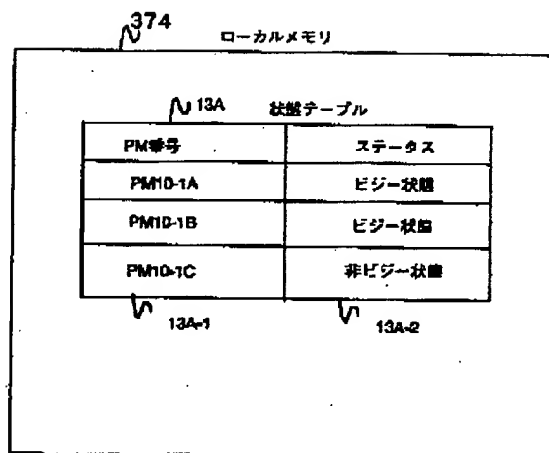 374
ローカルメモリ
13A
状態テーブル
PM番号
ステータス
PM10-1A
ビジー状態
PM10-1B
ビジー状態
PM10-1C
非ビジー状態
13A-1
13A-2